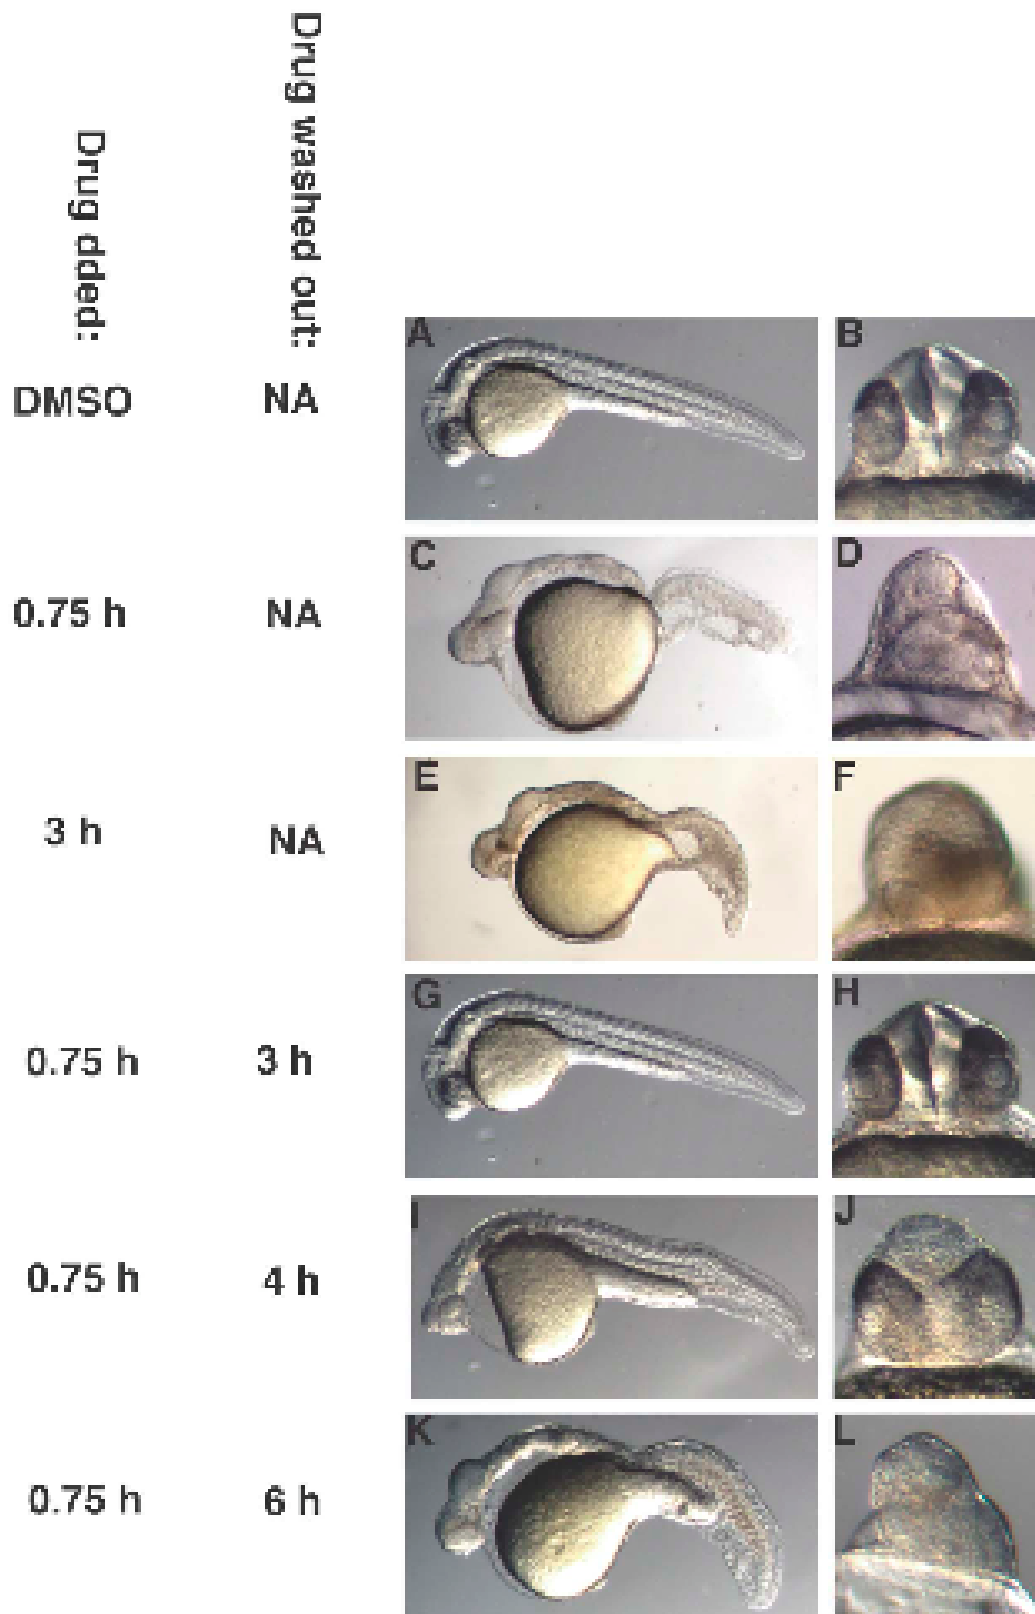 Drug dded:
Drug washed out:
DMSO NA A B
0.75 h NA C D
3 h NA E F
0.75 h 3 h G H
0.75 h 4 h I J
0.75 h 6 h K L